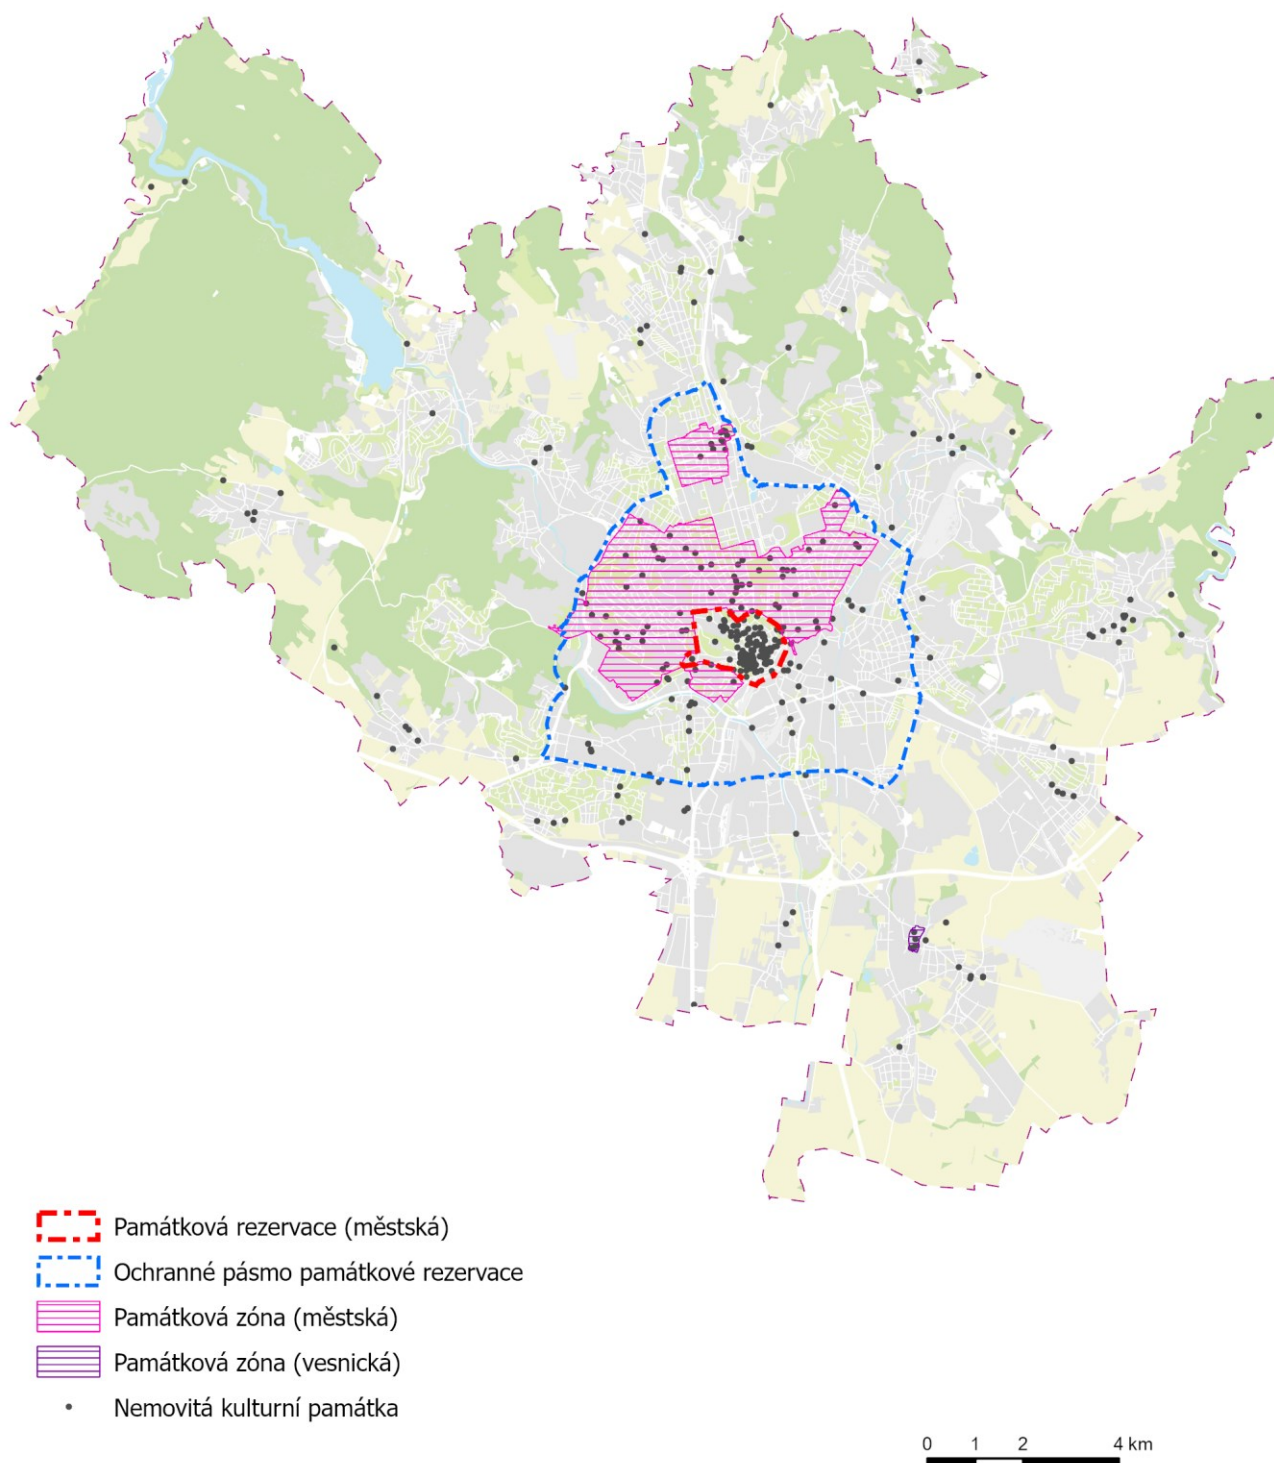 Památková rezervace (městská)
Ochranné pásmo památkové rezervace
Památková zóna (městská)
Památková zóna (vesnická)
Nemovitá kulturní památka
0 1 2 4 km